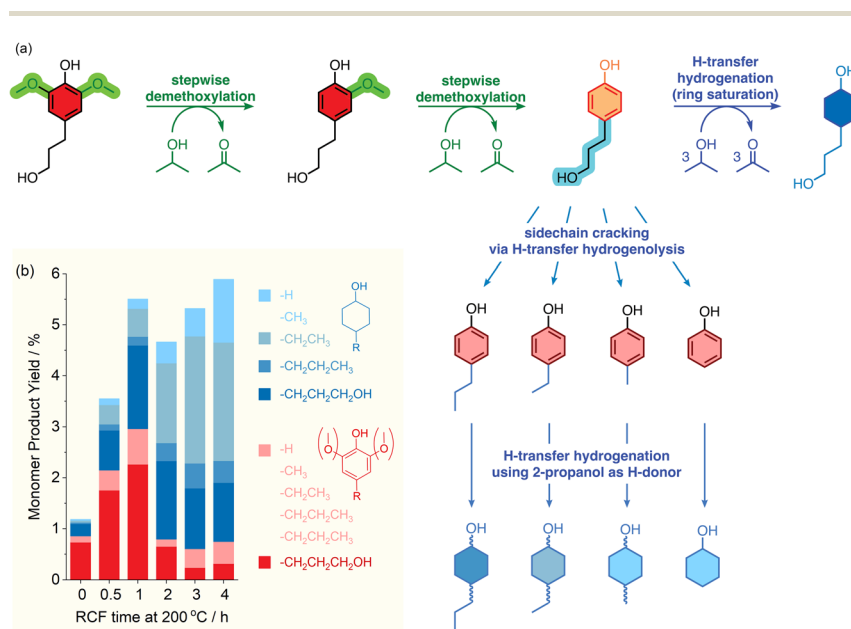 (a)
OH
O
O
HO
stepwise
demethoxylation
OH
O
OH
O
HO
stepwise
demethoxylation
OH
O
OH
HO
H-transfer
hydrogenation
(ring saturation)
3
OH
3
O
OH
HO
sidechain cracking
via H-transfer hydrogenolysis
OH
OH
OH
OH
H-transfer hydrogenation
using 2-propanol as H-donor
OH
OH
OH
OH
(b)
Monomer Product Yield / %
6
5
4
3
2
1
0
0
0.5
1
2
3
4
RCF time at 200 °C / h
-H
-CH3
-CH2CH3
-CH2CH2CH3
-CH2CH2CH2OH
OH
R
-H
-CH3
-CH2CH3
-CH2CH2CH3
-CH2CH2CH3
-CH2CH2CH2OH
(O) OH (O)
R